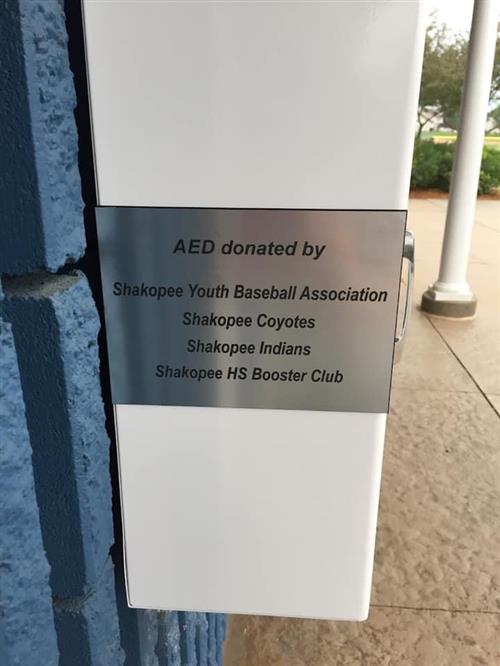 AED donated by
Shakopee Youth Baseball Association
Shakopee Coyotes
Shakopee Indians
Shakopee HS Booster Club